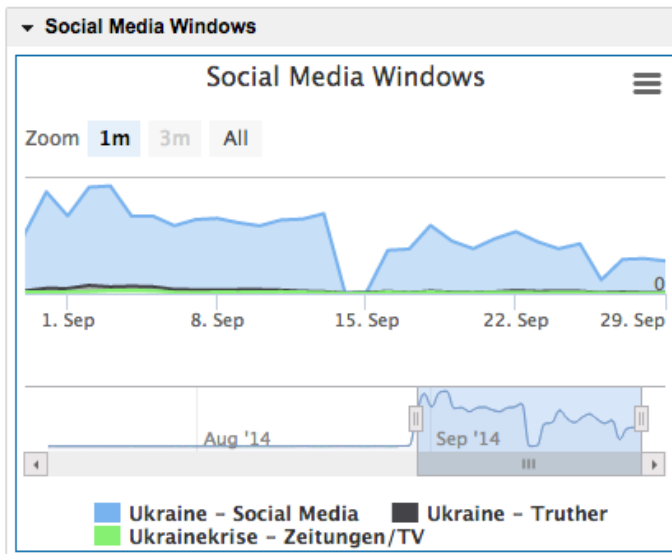 Social Media Windows
Social Media Windows
Zoom 1m 3m All
0
1. Sep 8. Sep 15. Sep 22. Sep 29. Sep
Aug '14 Sep '14
Ukraine – Social Media Ukraine – Truther
Ukrainekrise – Zeitungen/TV